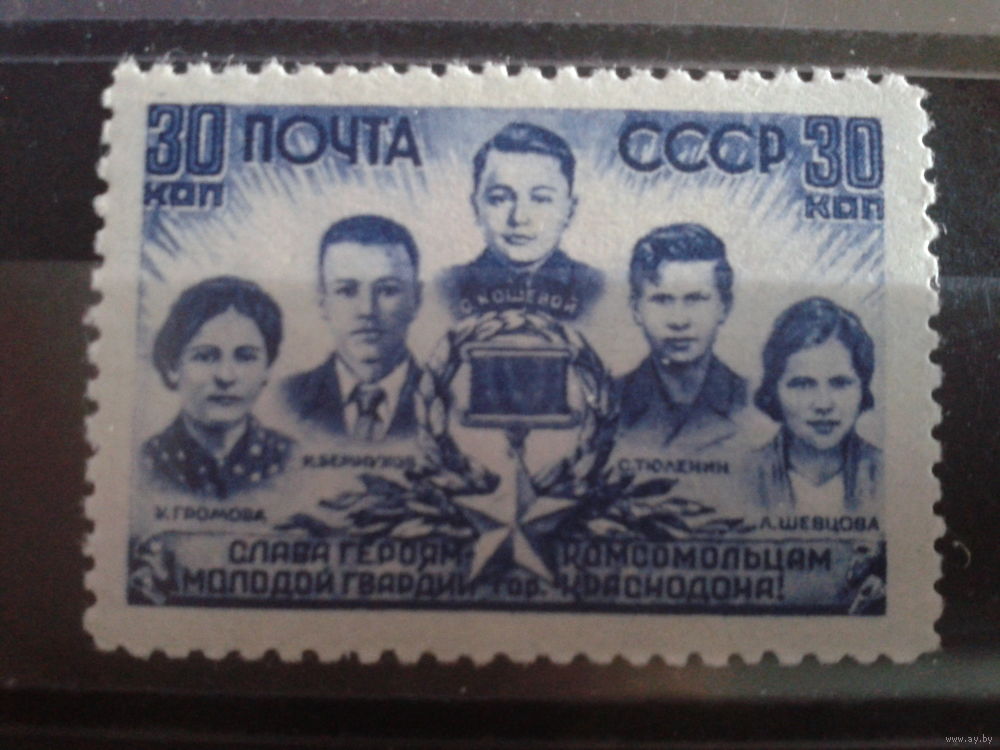 30 ПОЧТА СССР 30
коп коп
О.КОШЕВОЙ
И.ЗЕМНУХОВ
С.ТЮЛЕНИН
У.ГРОМОВА
Л.ШЕВЦОВА
СЛАВА ГЕРОЯМ- КОМСОМОЛЬЦАМ
МОЛОДОЙ ГВАРДИИ гор. КРАСНОДОНА!
www.ay.by